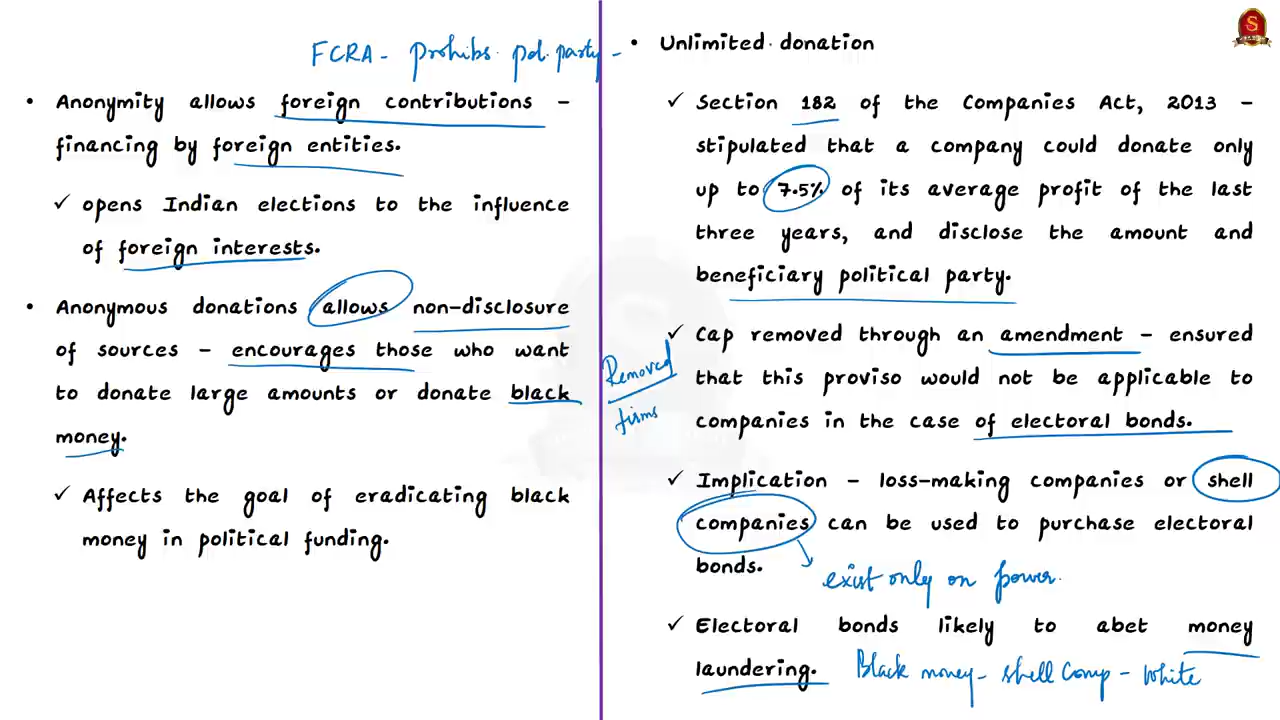 FCRA - prohibs. pol. party -
• Anonymity allows foreign contributions –
financing by foreign entities.
✓ opens Indian elections to the influence
of foreign interests.
• Anonymous donations allows non-disclosure
of sources – encourages those who want
to donate large amounts or donate black
money.
✓ Affects the goal of eradicating black
money in political funding.
• Unlimited donation
✓ Section 182 of the Companies Act, 2013 –
stipulated that a company could donate only
up to 7.5% of its average profit of the last
three years, and disclose the amount and
beneficiary political party.
✓ Cap removed through an amendment – ensured
that this proviso would not be applicable to
companies in the case of electoral bonds.
Removed
firms
✓ Implication – loss-making companies or shell
companies can be used to purchase electoral
bonds.
exist only on power.
✓ Electoral bonds likely to abet money
laundering.
Black money - shell Comp - White